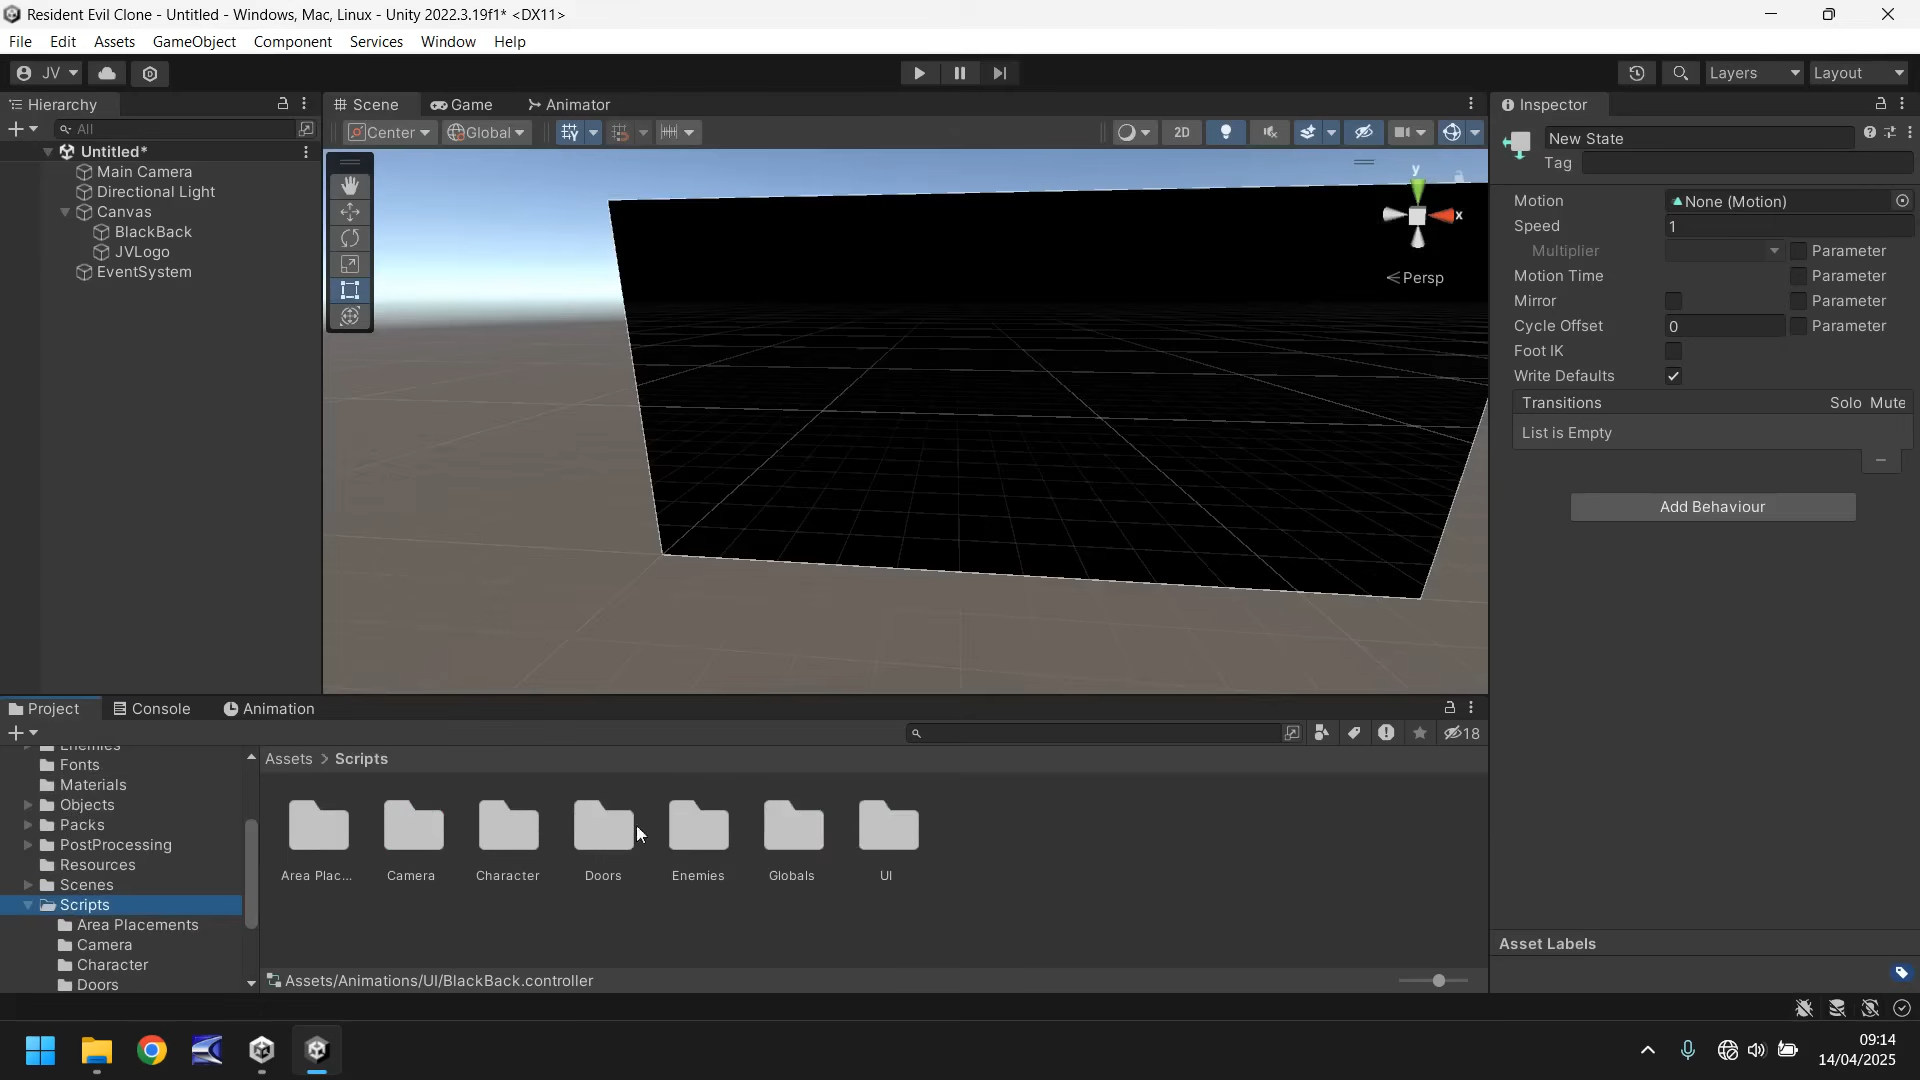 Resident Evil Clone - Untitled - Windows, Mac, Linux - Unity 2022.3.19f1* <DX11>
File Edit Assets GameObject Component Services Window Help
JV Layers Layout
Hierarchy
All
Untitled*
Main Camera
Directional Light
Canvas
BlackBack
JVLogo
EventSystem
Scene Game Animator
Center Global 2D
y
x
Persp
Inspector
New State
Tag
Motion None (Motion)
Speed 1
Multiplier Parameter
Motion Time Parameter
Mirror Parameter
Cycle Offset 0 Parameter
Foot IK
Write Defaults
Transitions Solo Mute
List is Empty
Add Behaviour
Asset Labels
Project Console Animation
18
Enemies
Fonts
Materials
Objects
Packs
PostProcessing
Resources
Scenes
Scripts
Area Placements
Camera
Character
Doors
Assets > Scripts
Area Plac... Camera Character Doors Enemies Globals UI
Assets/Animations/UI/BlackBack.controller
09:14
14/04/2025